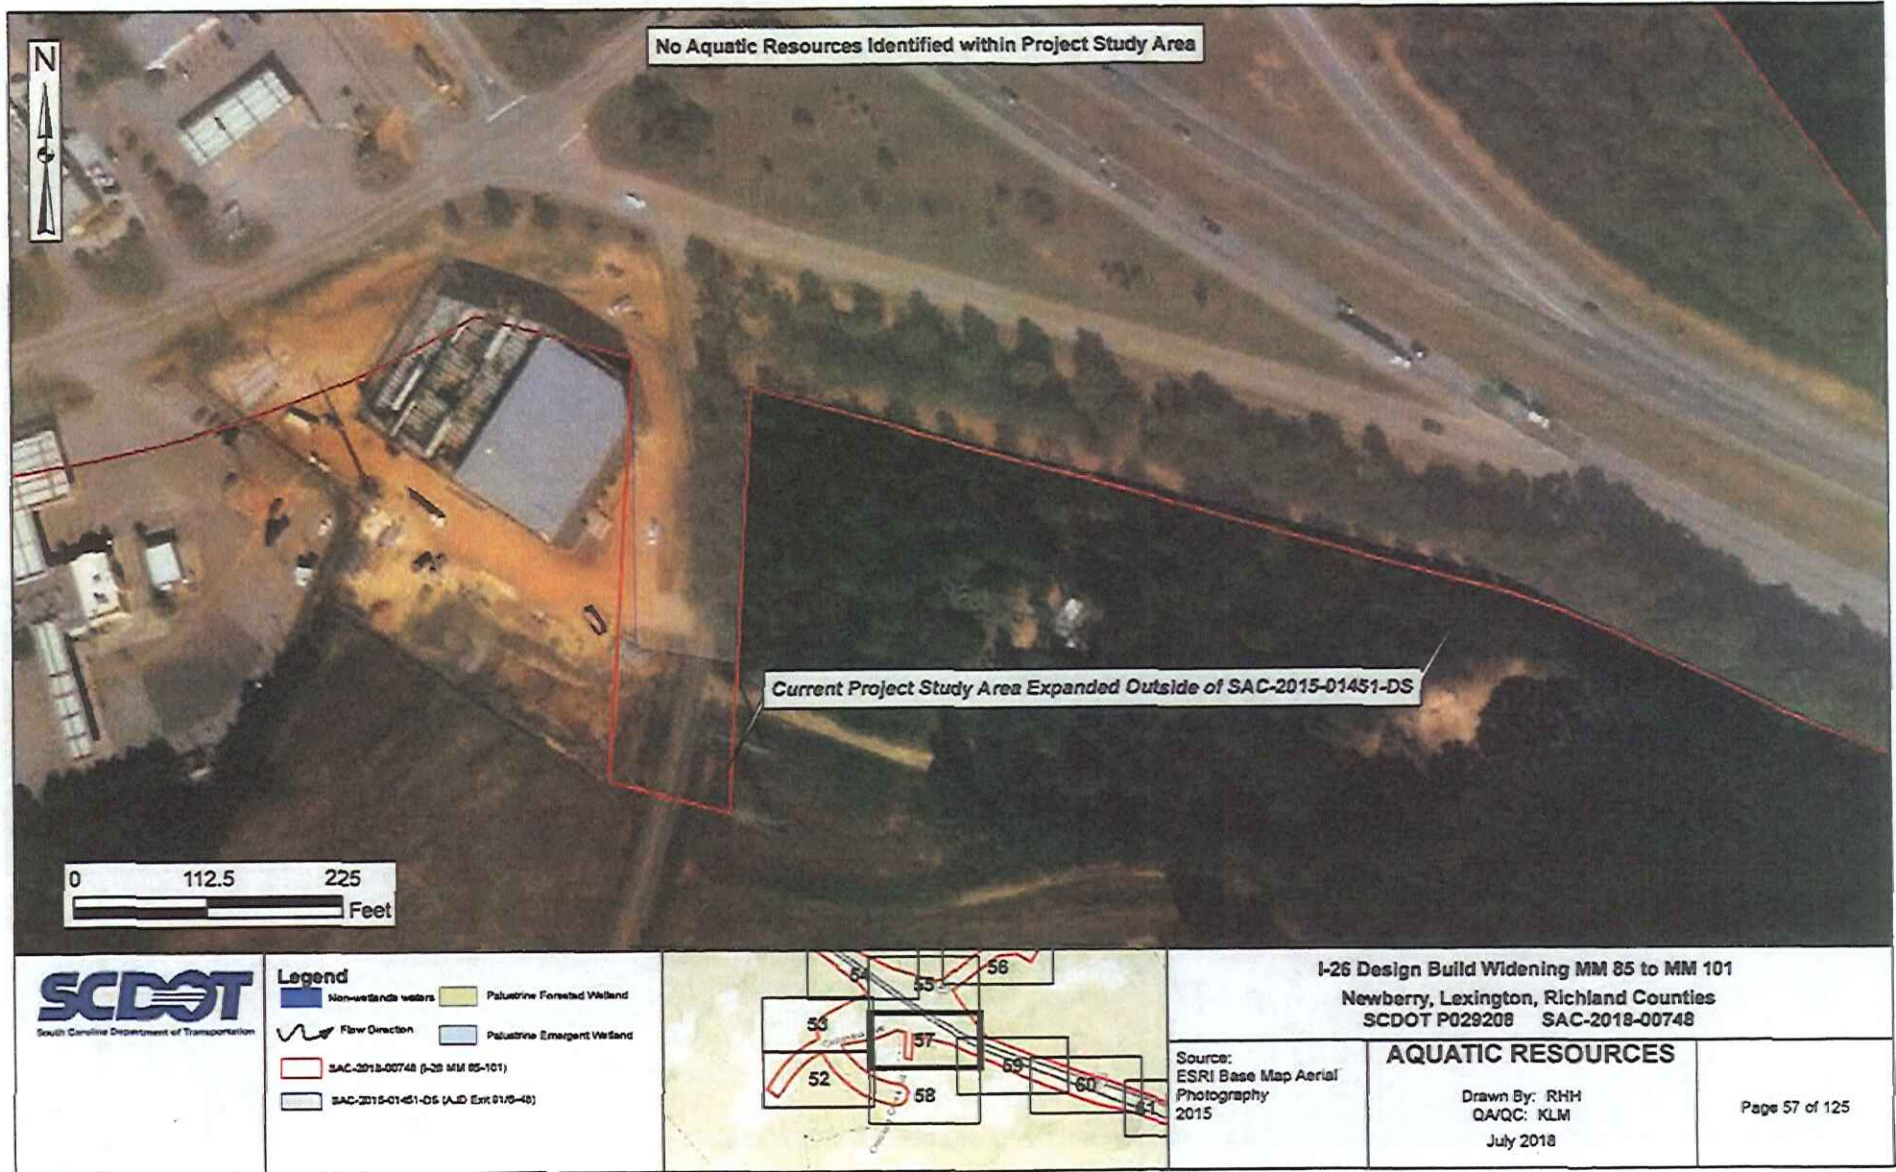 No Aquatic Resources Identified within Project Study Area
N
Current Project Study Area Expanded Outside of SAC-2015-01451-DS
0 112.5 225
Feet
SCDOT
South Carolina Department of Transportation
Legend
Non-wetlands waters
Palustrine Forested Wetland
Flow Direction
Palustrine Emergent Wetland
SAC-2018-00748 (I-26 MM 85-101)
SAC-2015-01451-DS
54
55
56
53
57
52
58
59
60
61
I-26 Design Build Widening MM 85 to MM 101
Newberry, Lexington, Richland Counties
SCDOT P029208 SAC-2018-00748
Source:
ESRI Base Map Aerial
Photography
2015
AQUATIC RESOURCES
Drawn By: RHH
QA/QC: KLM
July 2018
Page 57 of 125